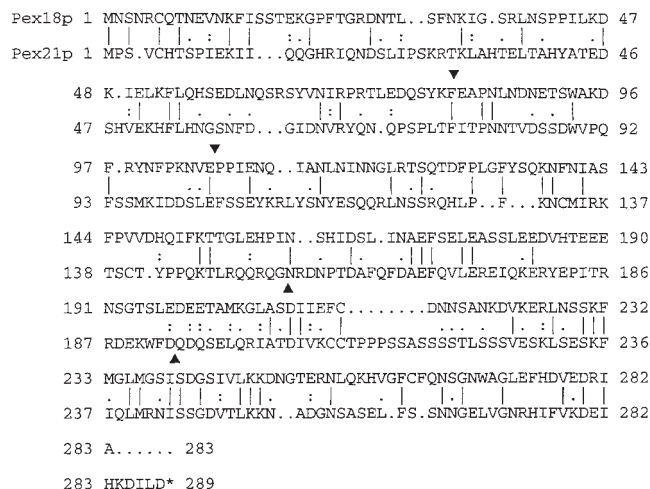 Pex18p 1 MNSNRCQTNEVNKFISSTEKGPFTGRDNTL..SFNKIG.SRLNSPPILKD 47
Pex21p 1 MPS.VCHTSPIEKII...QQGHRIQNDSLIPSKRTKLAHTELTAHYATED 46
48 K.IELKFLQHSEDLNQSRSYVNIRPRTLEDQSYKFEAPNLNDNETSWAKD 96
47 SHVEKHFLHNGSNFD...GIDNVRYQN.QPSPLTFITPNNTVDSSDWVPQ 92
97 F.RYNFPKNVEPPIENQ..IANLNINNGLRTSQTDFPLGFYSQKNFNIAS 143
93 FSSMKIDDSLEFSSEYKRLYSNYESQQRLNSSRQHLP..F...KNCMIRK 137
144 FPVVDHQIFKTTGLEHPIN..SHIDSL.INAEFSELEASSLEEDVHTEEE 190
138 TSCT.YPPQKTLRQQRQGNRDNPTDAFQFDAEFQVLEREIQKERYEPITR 186
191 NSGTSLEDEETAMKGLASDIIEFC........DNNSANKDVKERLNSSKF 232
187 RDEKWFDQDQSELQRIATDIVKCCTPPPSSASSSSTLSSSVESKLSESKF 236
233 MGLMGSISDGSIVLKKDNGTERNLQKHVGFCFQNSGNWAGLEFHDVEDRI 282
237 IQLMRNISSGDVTLKKN..ADGNSASEL.FS.SNNGELVGNRHIFVKDEI 282
283 A...... 283
283 HKDILD* 289